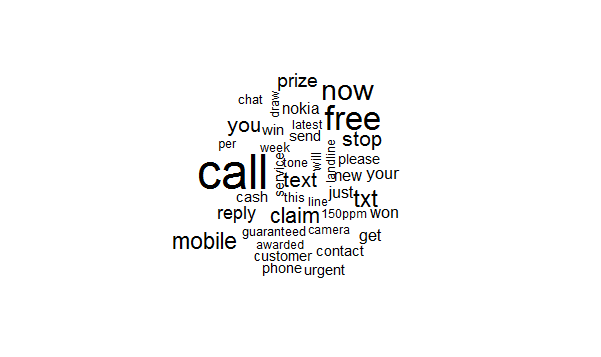 prize
now
chat
draw
nokia
free
you
win
latest
send
stop
per
week
will
landline
please
call
service
tone
text
new
your
cash
this
line
just
txt
reply
claim
150ppm
won
mobile
guaranteed
camera
get
awarded
customer
contact
phone
urgent